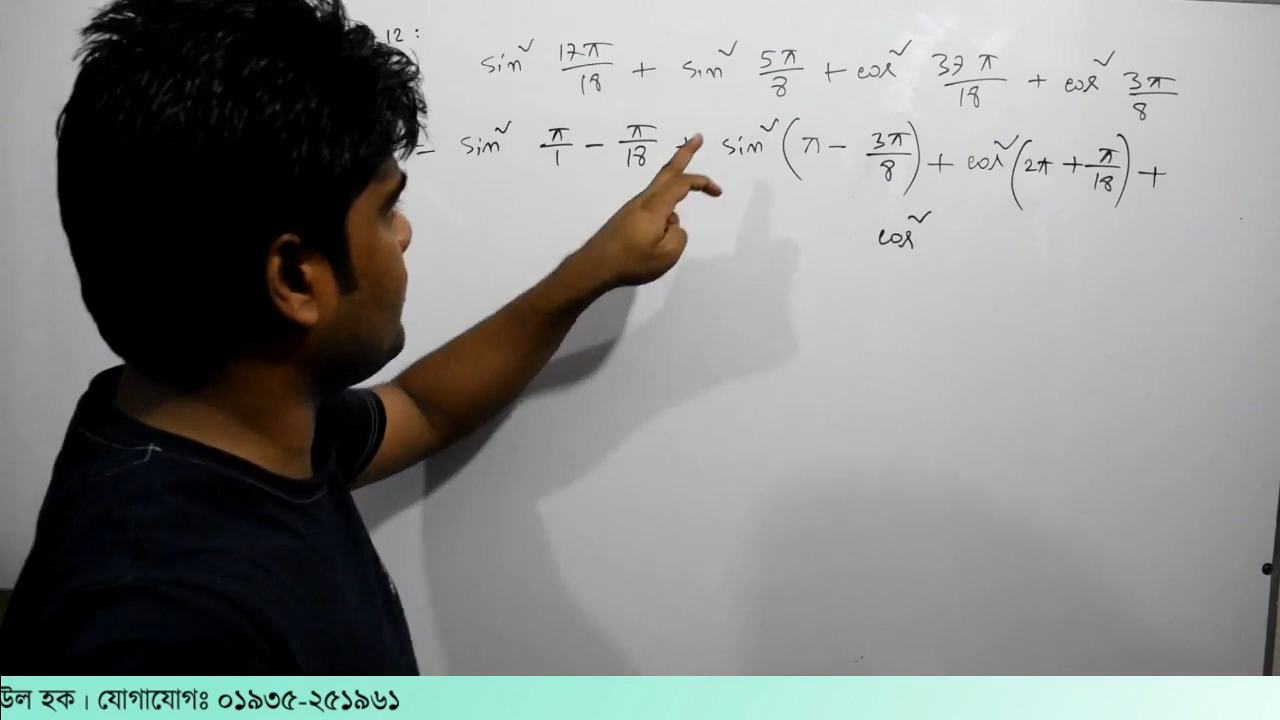 12 :
sin² 17π/18 + sin² 5π/8 + cos² 37π/18 + cos² 3π/8
= sin² π/1 - π/18 + sin² (π - 3π/8) + cos² (2π + π/18) +
cos²
উল হক। যোগাযোগঃ ০১৯৩৫-২৫১৯৬১